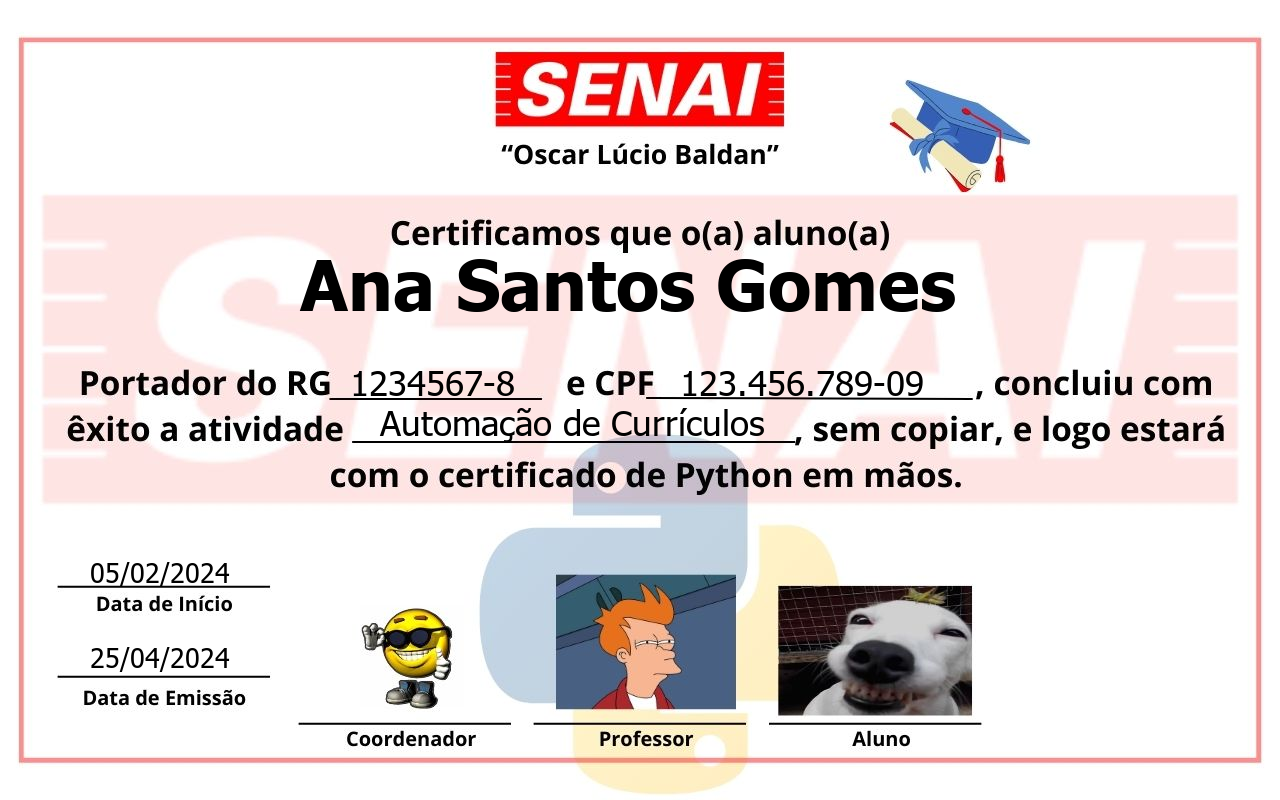 SENAI
“Oscar Lúcio Baldan”
Certificamos que o(a) aluno(a)
Ana Santos Gomes
Portador do RG 1234567-8 e CPF 123.456.789-09, concluiu com
êxito a atividade Automação de Currículos, sem copiar, e logo estará
com o certificado de Python em mãos.
SENAI
05/02/2024
Data de Início
25/04/2024
Data de Emissão
Coordenador
Professor
Aluno